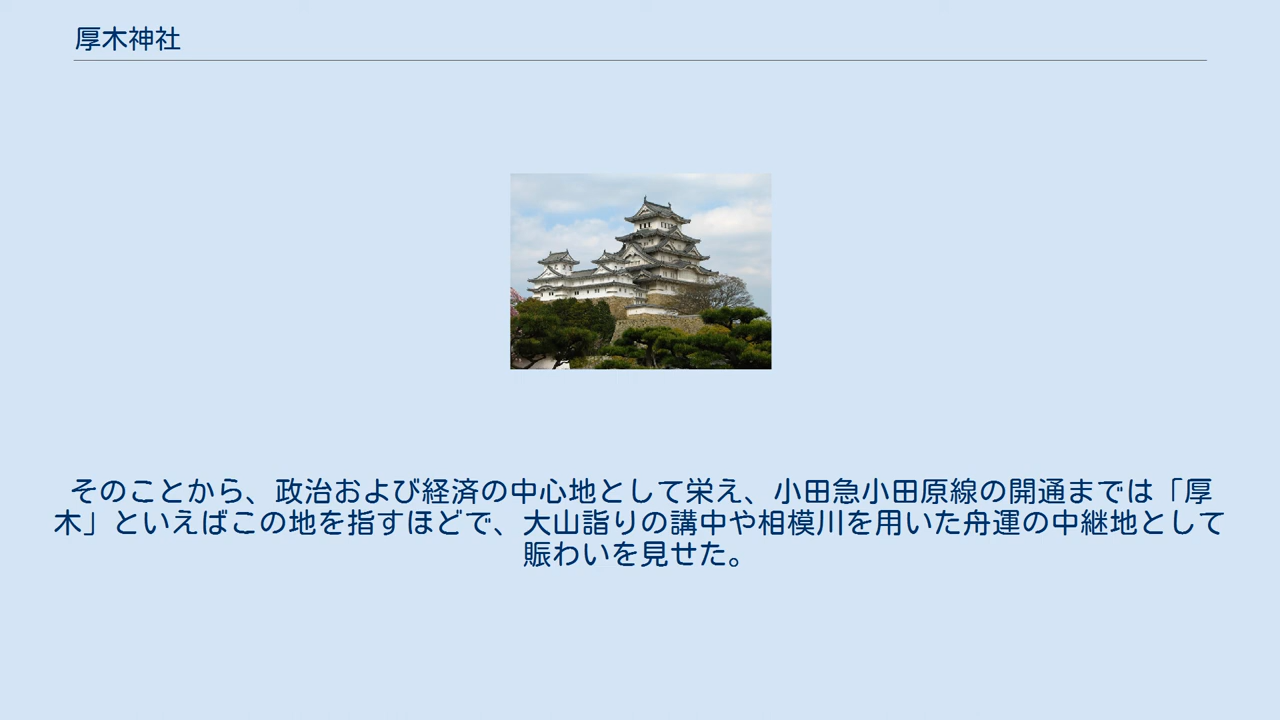 厚木神社
そのことから、政治および経済の中心地として栄え、小田急小田原線の開通までは「厚
木」といえばこの地を指すほどで、大山詣りの講中や相模川を用いた舟運の中継地として
賑わいを見せた。